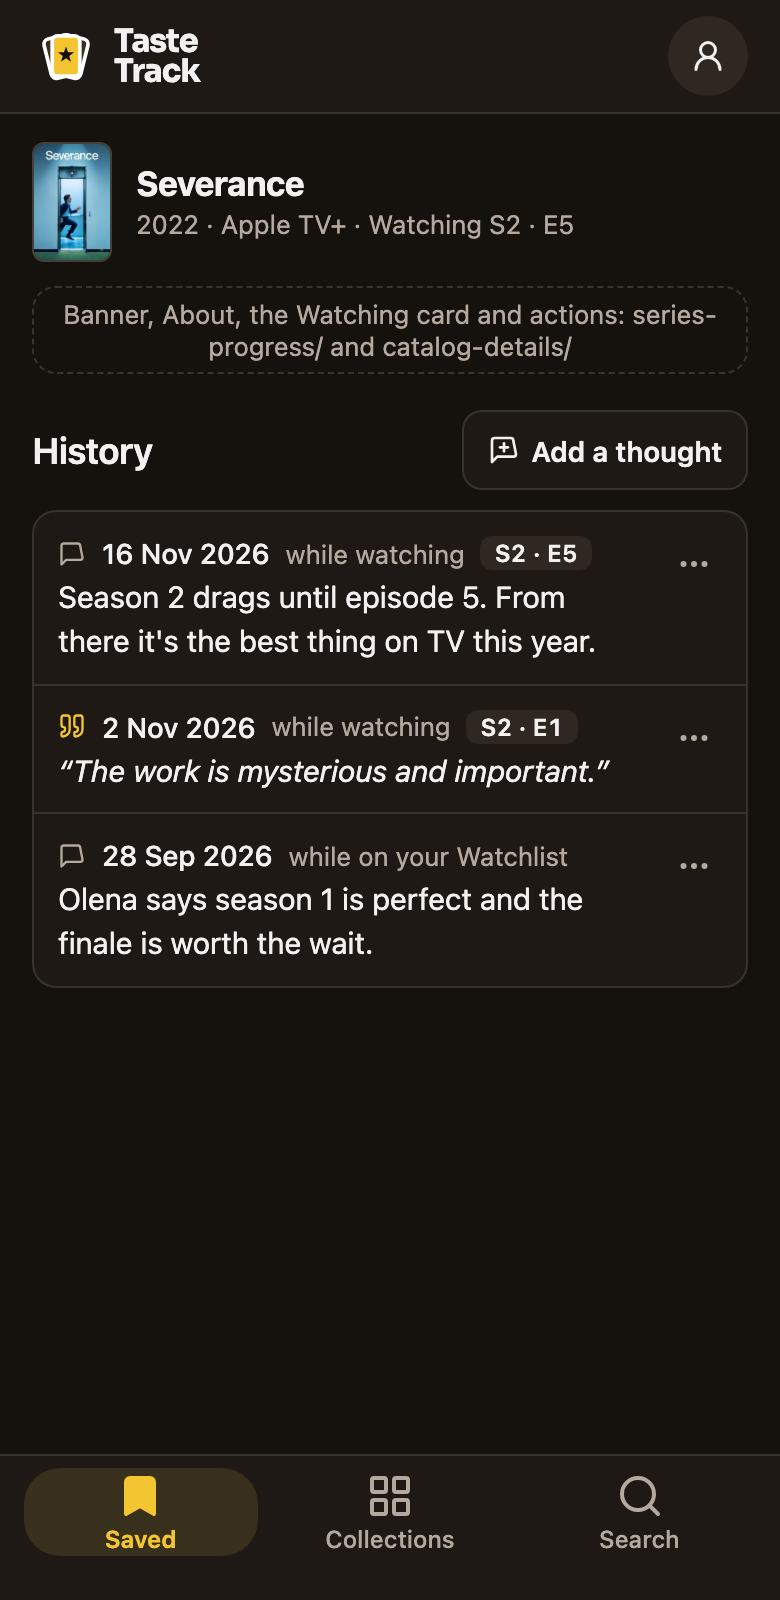 Taste
Track
Severance
Severance
2022 · Apple TV+ · Watching S2 · E5
Banner, About, the Watching card and actions: series-
progress/ and catalog-details/
History
Add a thought
16 Nov 2026 while watching S2 · E5
Season 2 drags until episode 5. From
there it's the best thing on TV this year.
2 Nov 2026 while watching S2 · E1
“The work is mysterious and important.”
28 Sep 2026 while on your Watchlist
Olena says season 1 is perfect and the
finale is worth the wait.
Saved
Collections
Search